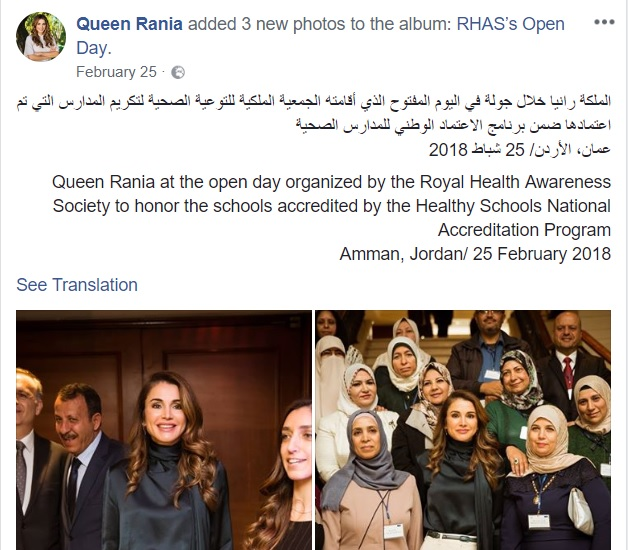 Queen Rania added 3 new photos to the album: RHAS's Open
Day.
February 25 ·
الملكة رانيا خلال جولة في اليوم المفتوح الذي أقامته الجمعية الملكية للتوعية الصحية لتكريم المدارس التي تم
اعتمادها ضمن برنامج الاعتماد الوطني للمدارس الصحية
عمان، الأردن/ 25 شباط 2018
Queen Rania at the open day organized by the Royal Health Awareness
Society to honor the schools accredited by the Healthy Schools National
Accreditation Program
Amman, Jordan/ 25 February 2018
See Translation